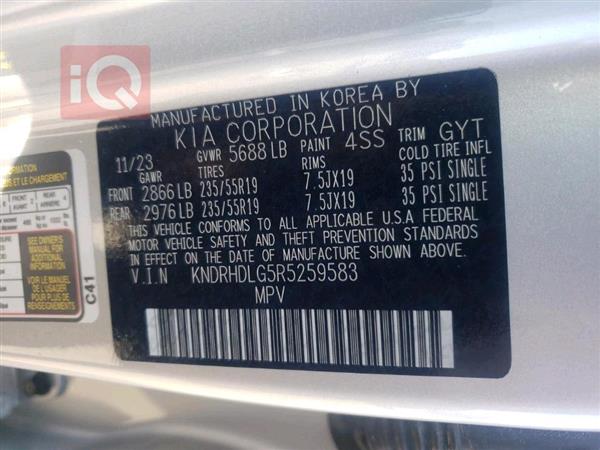 iQ
MANUFACTURED IN KOREA BY
KIA CORPORATION
11/23 GVWR 5688 LB PAINT 4SS TRIM GYT
GAWR TIRES RIMS COLD TIRE INFL
FRONT 2866 LB 235/55R19 7.5JX19 35 PSI SINGLE
REAR 2976 LB 235/55R19 7.5JX19 35 PSI SINGLE
THIS VEHICLE CONFORMS TO ALL APPLICABLE U.S.A FEDERAL
MOTOR VEHICLE SAFETY AND THEFT PREVENTION STANDARDS
IN EFFECT ON THE DATE OF MANUFACTURE SHOWN ABOVE.
V.I.N KNDRHDLG5R5259583
MPV
C41
ET LE CHARGEMENT
SEE OWNER'S
MANUAL FOR
ADDITIONAL
INFORMATION
VOIR LE MANUEL
DE L'USAGER
POUR PLUS DE
RENSEIGNEMENTS